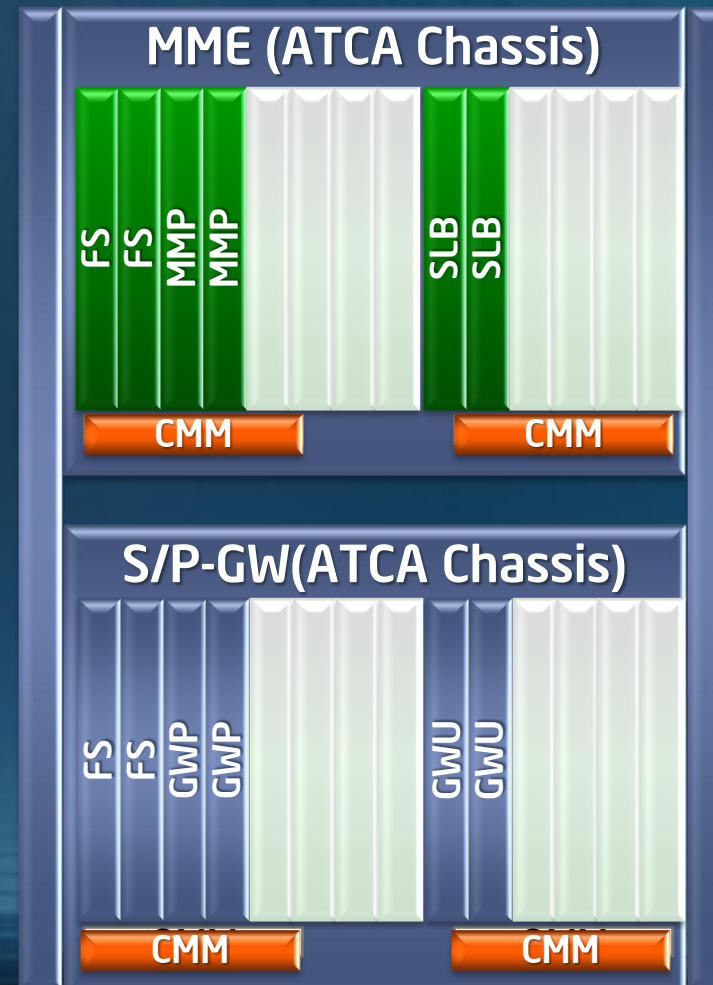 MME (ATCA Chassis)
FS
FS
MMP
MMP
SLB
SLB
CMM
CMM
S/P-GW(ATCA Chassis)
FS
FS
GWP
GWP
GWU
GWU
CMM
CMM